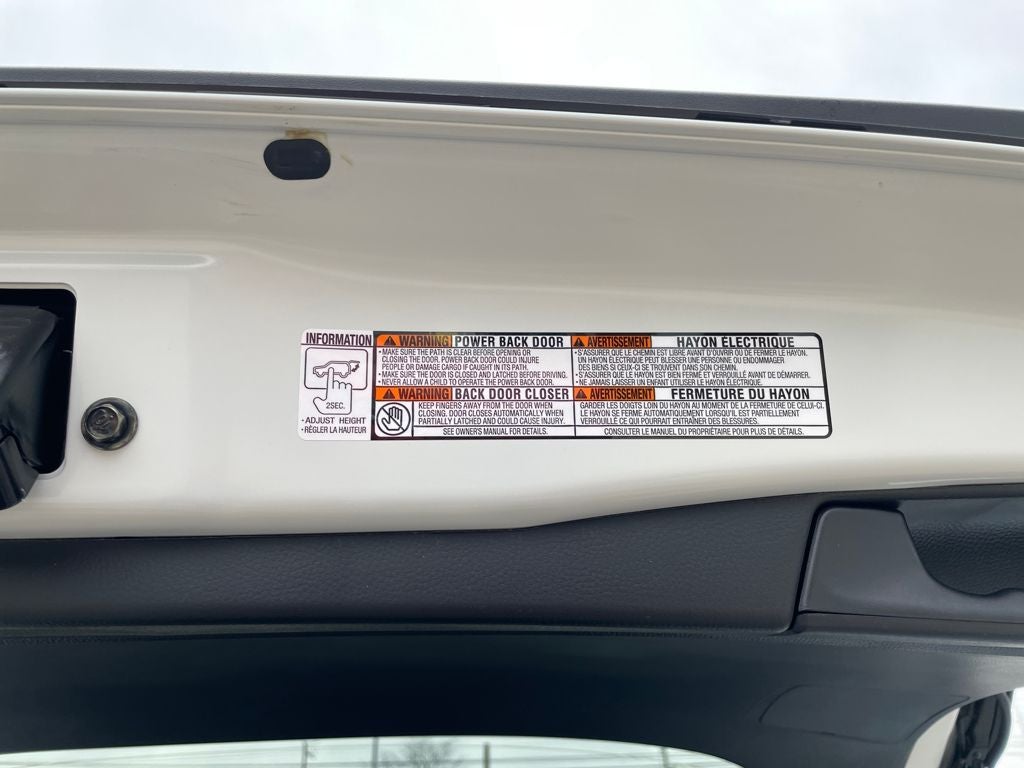 INFORMATION
2SEC.
• ADJUST HEIGHT
• RÉGLER LA HAUTEUR
WARNING POWER BACK DOOR
• MAKE SURE THE PATH IS CLEAR BEFORE OPENING OR
CLOSING THE DOOR. POWER BACK DOOR COULD INJURE
PEOPLE OR DAMAGE CARGO IF CAUGHT IN ITS PATH.
• MAKE SURE THE DOOR IS CLOSED AND LATCHED BEFORE DRIVING.
• NEVER ALLOW A CHILD TO OPERATE THE POWER BACK DOOR.
WARNING BACK DOOR CLOSER
KEEP FINGERS AWAY FROM THE DOOR WHEN
CLOSING. DOOR CLOSES AUTOMATICALLY WHEN
PARTIALLY LATCHED AND COULD CAUSE INJURY.
SEE OWNER'S MANUAL FOR DETAILS.
AVERTISSEMENT HAYON ÉLECTRIQUE
• S'ASSURER QUE LE CHEMIN EST LIBRE AVANT D'OUVRIR OU DE FERMER LE HAYON.
UN HAYON ÉLECTRIQUE PEUT BLESSER UNE PERSONNE OU ENDOMMAGER
DES BIENS SI CEUX-CI SE TROUVENT DANS SON CHEMIN.
• S'ASSURER QUE LE HAYON EST BIEN FERMÉ ET VERROUILLÉ AVANT DE DÉMARRER.
• NE JAMAIS LAISSER UN ENFANT UTILISER LE HAYON ÉLECTRIQUE.
AVERTISSEMENT FERMETURE DU HAYON
GARDER LES DOIGTS LOIN DU HAYON AU MOMENT DE LA FERMETURE DE CELUI-CI.
LE HAYON SE FERME AUTOMATIQUEMENT LORSQU'IL EST PARTIELLEMENT
VERROUILLÉ CE QUI POURRAIT ENTRAÎNER DES BLESSURES.
CONSULTER LE MANUEL DU PROPRIÉTAIRE POUR PLUS DE DÉTAILS.